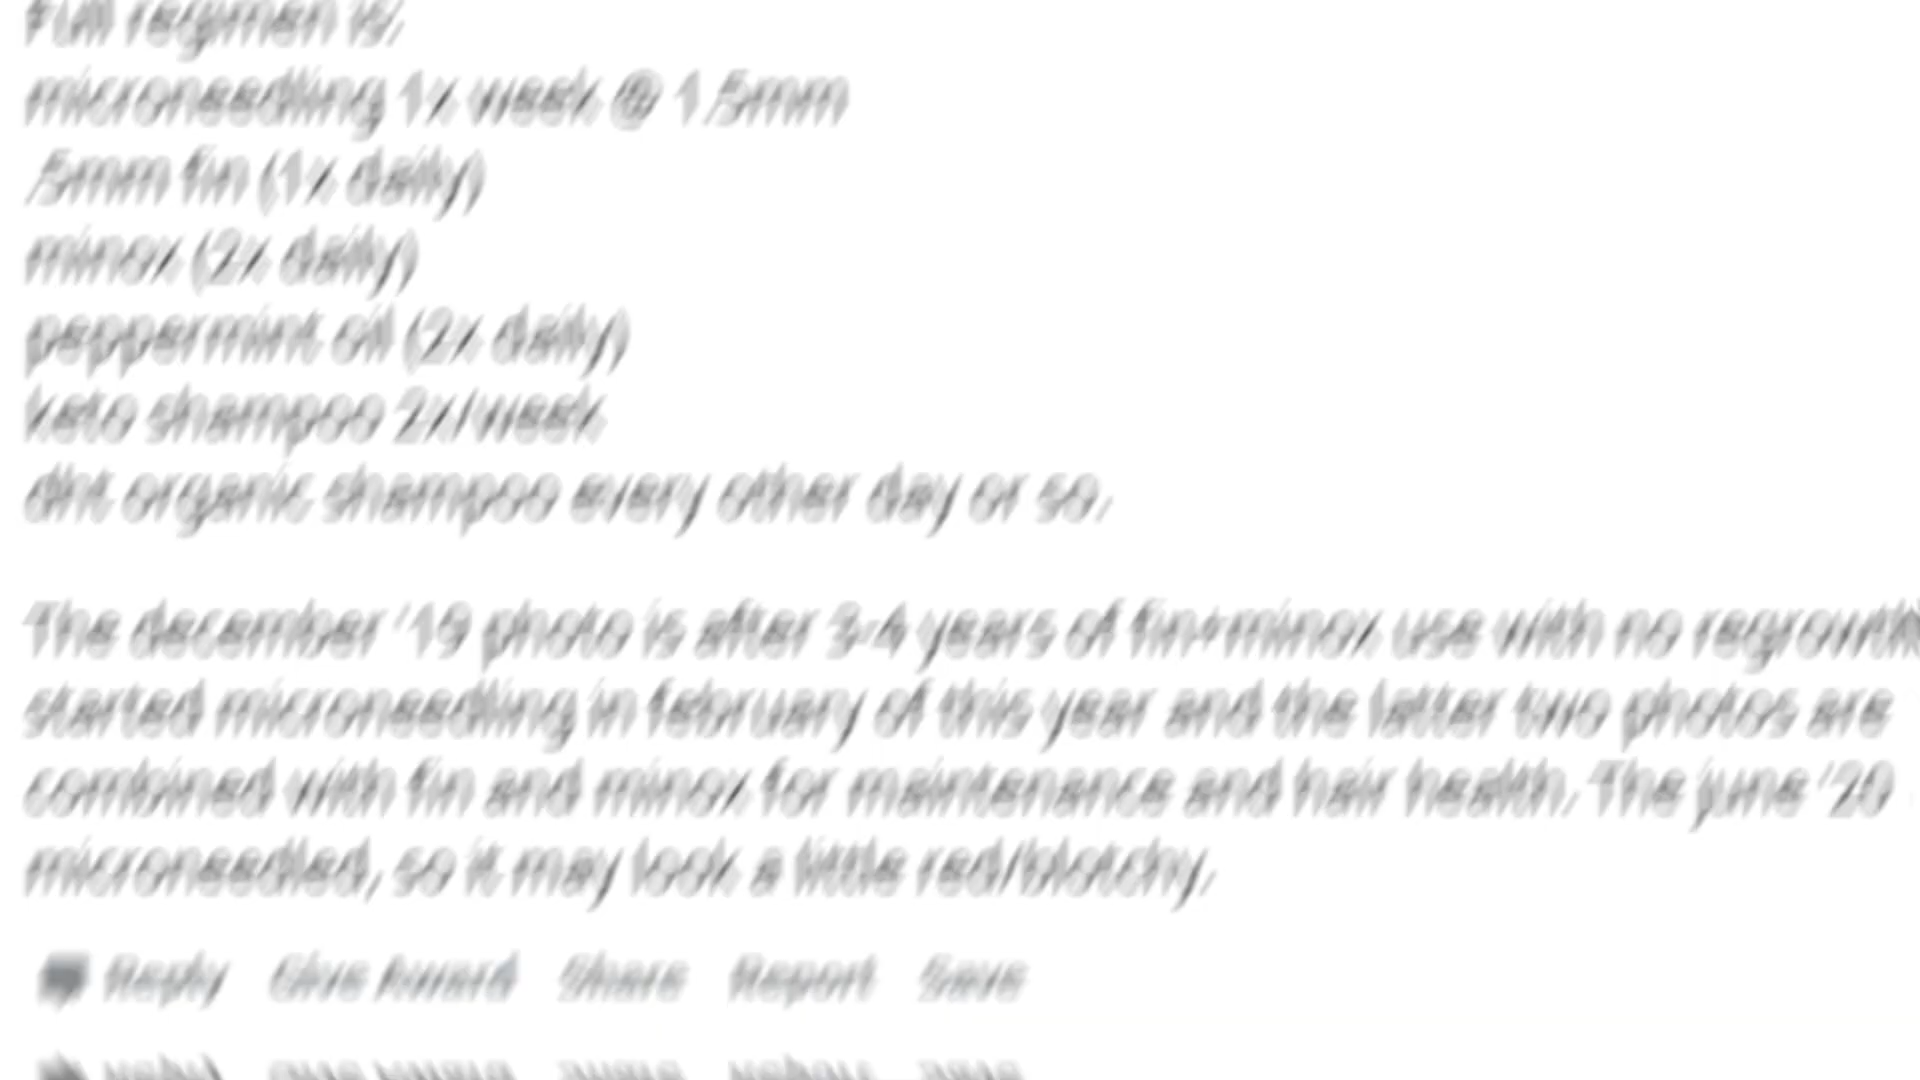 Full regimen is:
microneedling 1x week @ 1.5mm
.5mm fin (1x daily)
minox (2x daily)
peppermint oil (2x daily)
keto shampoo 2x/week
dht organic shampoo every other day or so.
The december '19 photo is after 3-4 years of fin+minox use with no regrowth
started microneedling in february of this year and the latter two photos are
combined with fin and minox for maintenance and hair health. The june '20
microneedled, so it may look a little red/blotchy.
Reply Give Award Share Report Save